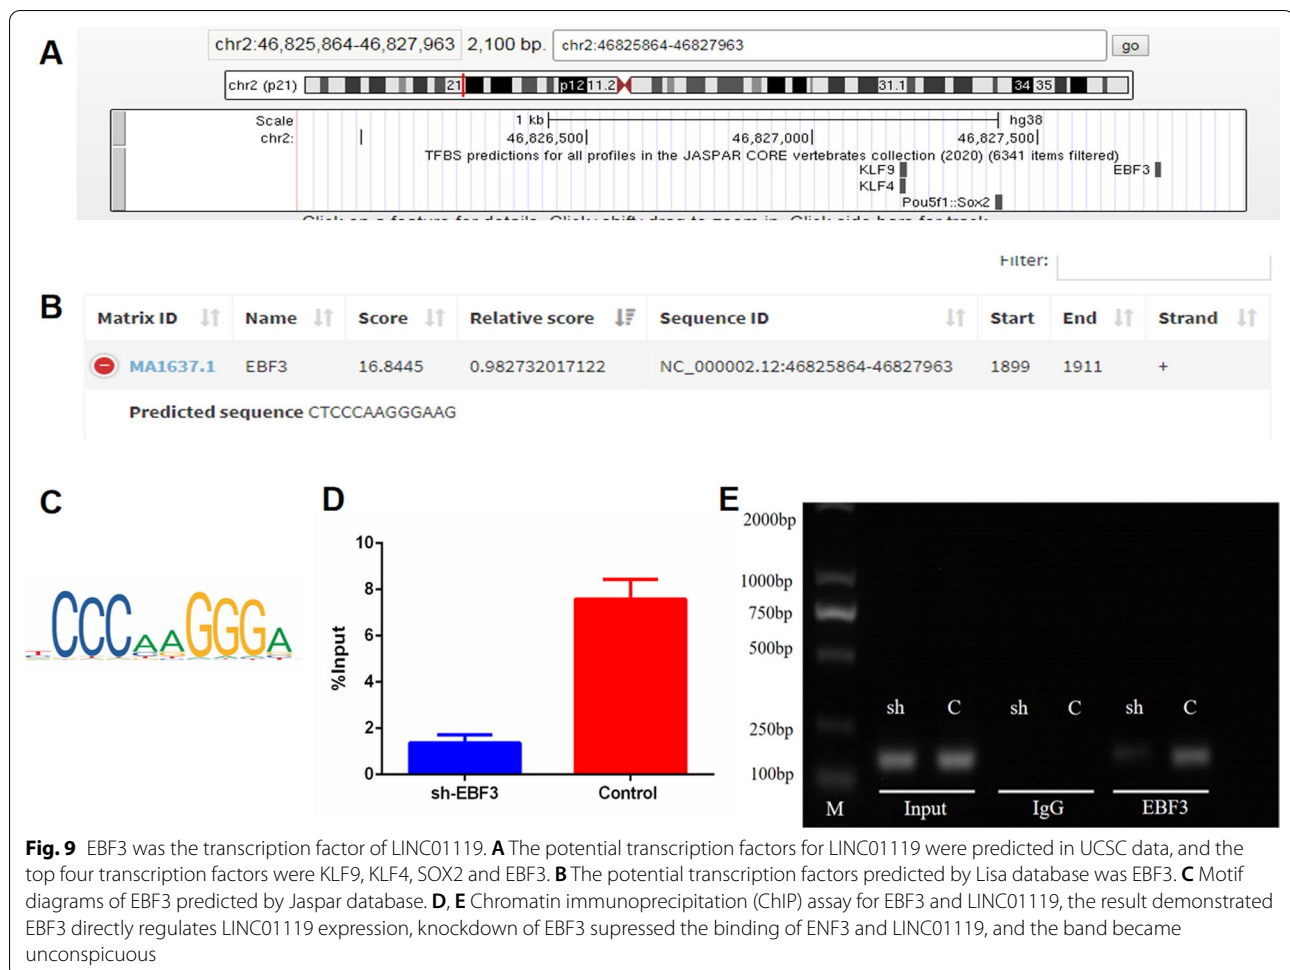 A
chr2:46,825,864-46,827,963 2,100 bp. chr2:46825864-46827963 go
chr2 (p21) 21 p12 11.2 31.1 34 35
Scale 1 kb hg38
chr2: 46,826,500 46,827,000 46,827,500
TFBS predictions for all profiles in the JASPAR CORE vertebrates collection (2020) (6341 items filtered)
KLF9 EBF3
KLF4
Pou5f1::Sox2
Filter:
B
Matrix ID Name Score Relative score Sequence ID Start End Strand
MA1637.1 EBF3 16.8445 0.982732017122 NC_000002.12:46825864-46827963 1899 1911 +
Predicted sequence CTCCCAAGGGAAG
C
CCCAAGGGA
D
%Input
10
8
6
4
2
0
sh-EBF3 Control
E
2000bp
1000bp
750bp
500bp
250bp
100bp
sh C sh C sh C
M Input IgG EBF3
Fig. 9 EBF3 was the transcription factor of LINC01119. A The potential transcription factors for LINC01119 were predicted in UCSC data, and the
top four transcription factors were KLF9, KLF4, SOX2 and EBF3. B The potential transcription factors predicted by Lisa database was EBF3. C Motif
diagrams of EBF3 predicted by Jaspar database. D, E Chromatin immunoprecipitation (ChIP) assay for EBF3 and LINC01119, the result demonstrated
EBF3 directly regulates LINC01119 expression, knockdown of EBF3 supressed the binding of ENF3 and LINC01119, and the band became
unconspicuous